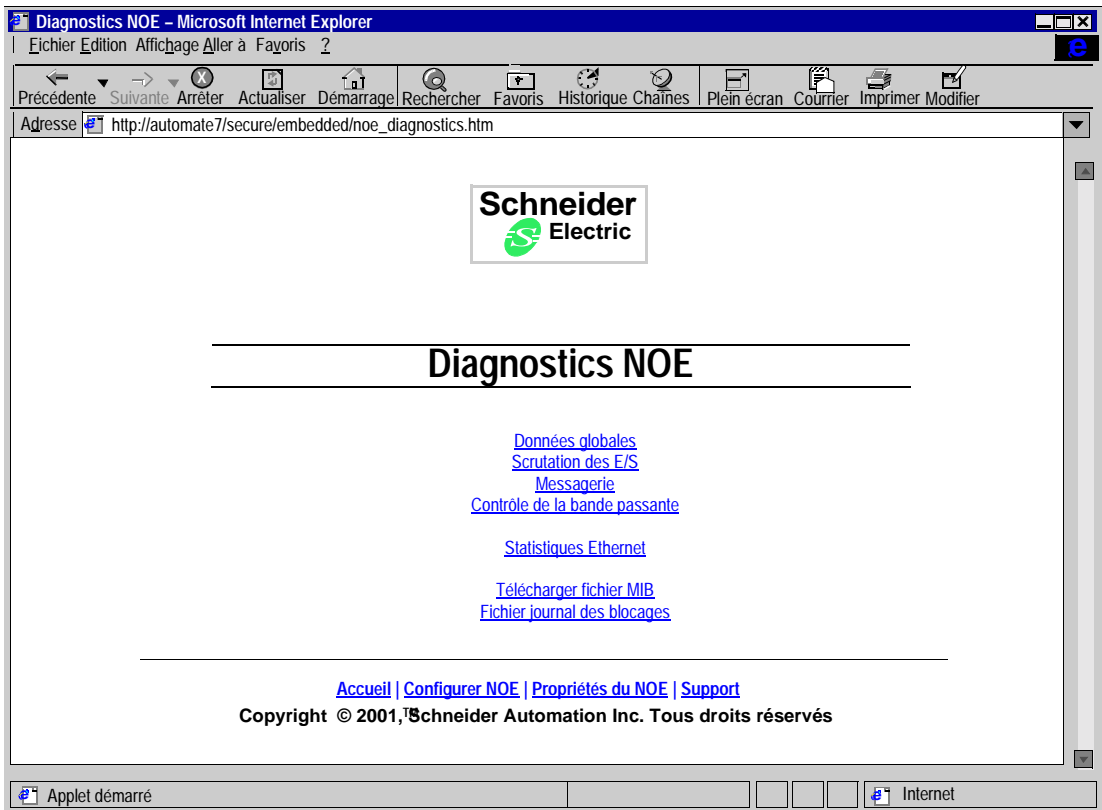 Diagnostics NOE – Microsoft Internet Explorer
Fichier Edition Affichage Aller à Favoris ?
Précédente Suivante Arrêter Actualiser Démarrage Rechercher Favoris Historique Chaînes Plein écran Courrier Imprimer Modifier
Adresse http://automate7/secure/embedded/noe_diagnostics.htm
Schneider
Electric
Diagnostics NOE
Données globales
Scrutation des E/S
Messagerie
Contrôle de la bande passante
Statistiques Ethernet
Télécharger fichier MIB
Fichier journal des blocages
Accueil | Configurer NOE | Propriétés du NOE | Support
Copyright © 2001,™Schneider Automation Inc. Tous droits réservés
Applet démarré Internet